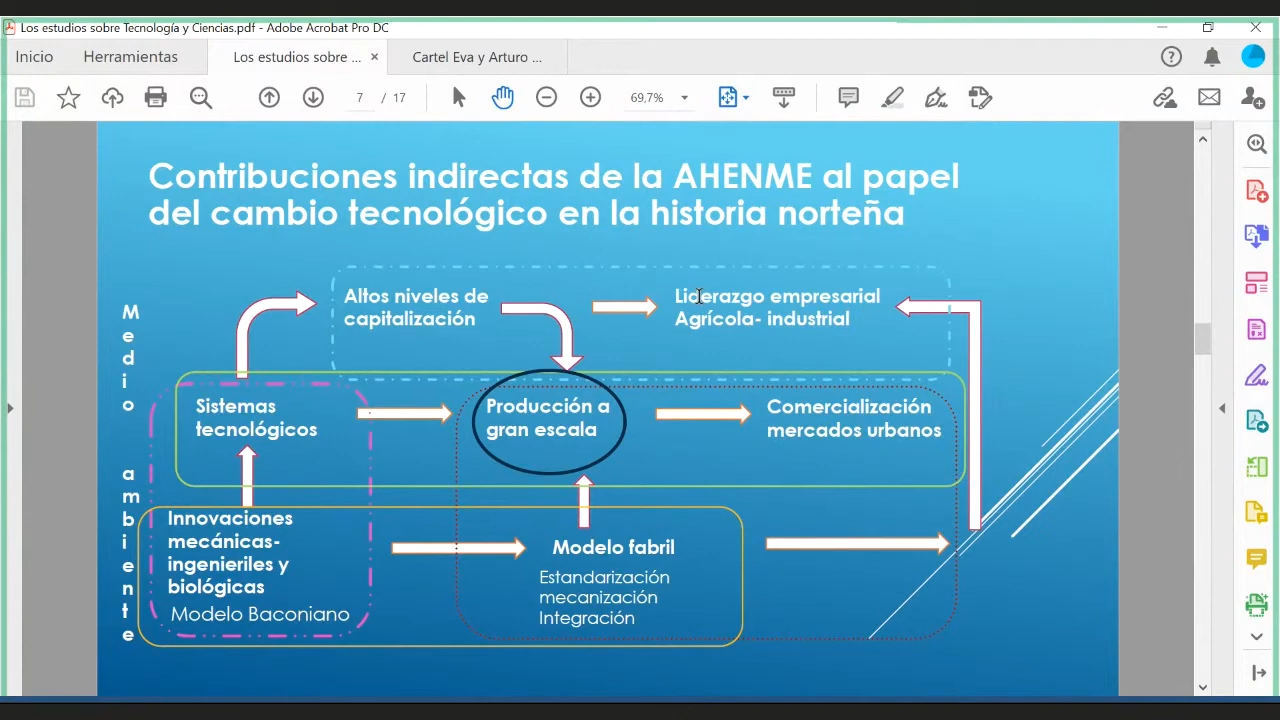 Los estudios sobre Tecnología y Ciencias.pdf - Adobe Acrobat Pro DC
Inicio
Herramientas
Los estudios sobre ...
Cartel Eva y Arturo ...
7 / 17
69,7%
Contribuciones indirectas de la AHENME al papel
del cambio tecnológico en la historia norteña
Medio
ambiente
Altos niveles de
capitalización
Liderazgo empresarial
Agrícola- industrial
Sistemas
tecnológicos
Producción a
gran escala
Comercialización
mercados urbanos
Innovaciones
mecánicas-
ingenieriles y
biológicas
Modelo Baconiano
Modelo fabril
Estandarización
mecanización
Integración